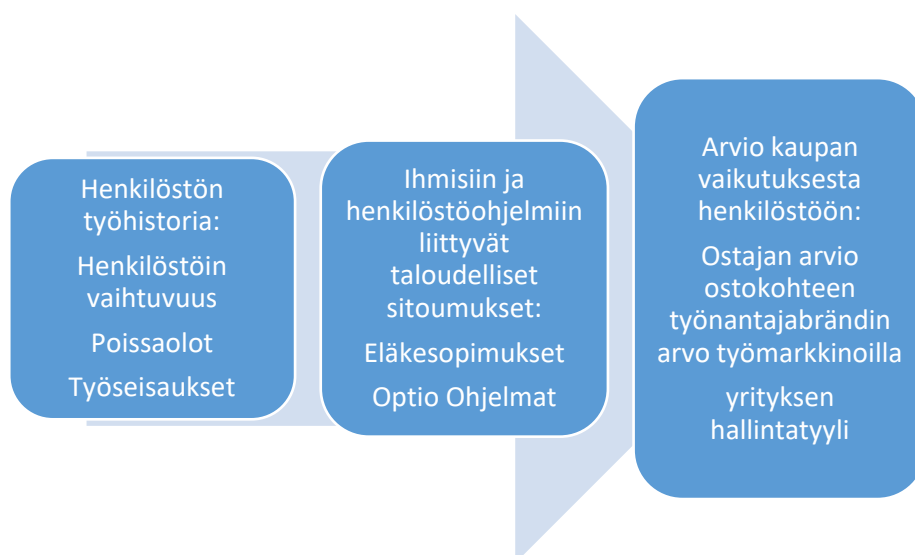 Henkilöstön
työhistoria:
Henkilöstöin
vaihtuvuus
Poissaolot
Työseisaukset
Ihmisiin ja
henkilöstöohjelmiin
liittyvät
taloudelliset
sitoumukset:
Eläkesopimukset
Optio Ohjelmat
Arvio kaupan
vaikutuksesta
henkilöstöön:
Ostajan arvio
ostokohteen
työnantajabrändin
arvo työmarkkinoilla
yrityksen
hallintatyyli